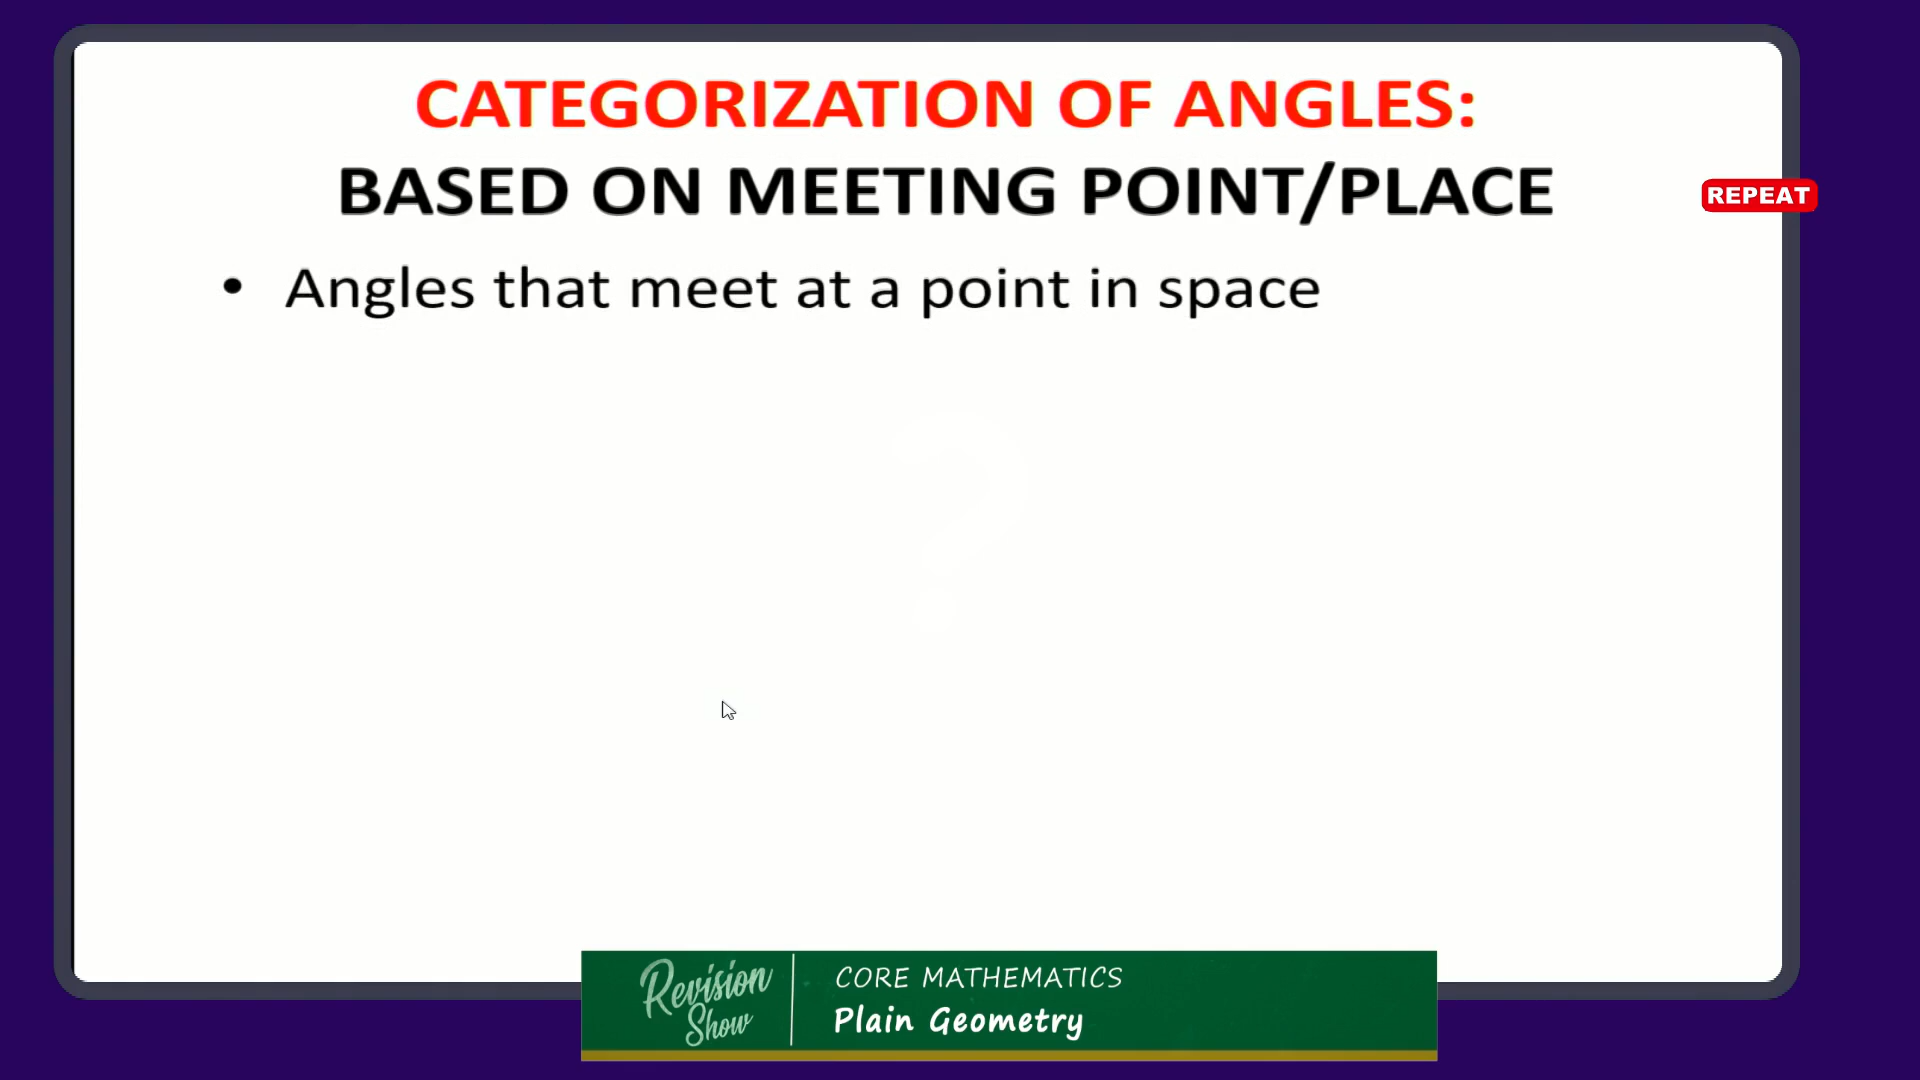 CATEGORIZATION OF ANGLES:
BASED ON MEETING POINT/PLACE
REPEAT
• Angles that meet at a point in space
Revision
Show
CORE MATHEMATICS
Plain Geometry